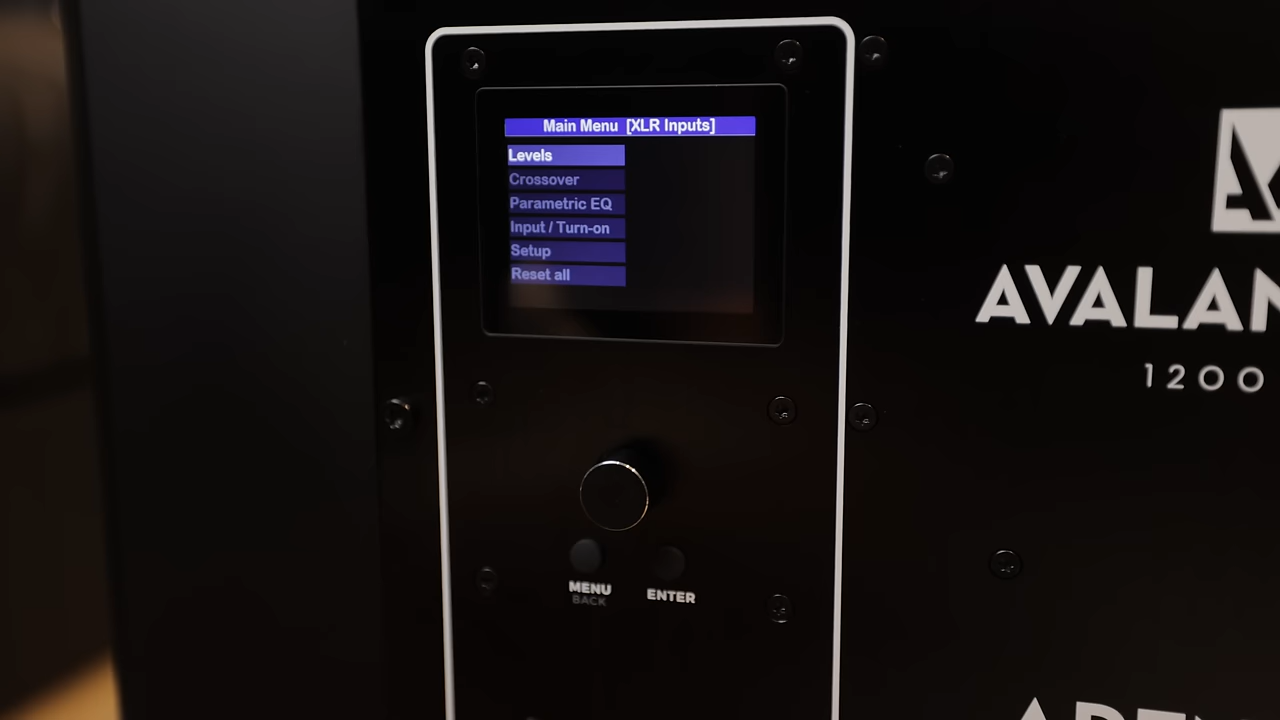 Main Menu [XLR Inputs]
Levels
Crossover
Parametric EQ
Input / Turn-on
Setup
Reset all
MENU
BACK
ENTER
AVALAN
1200